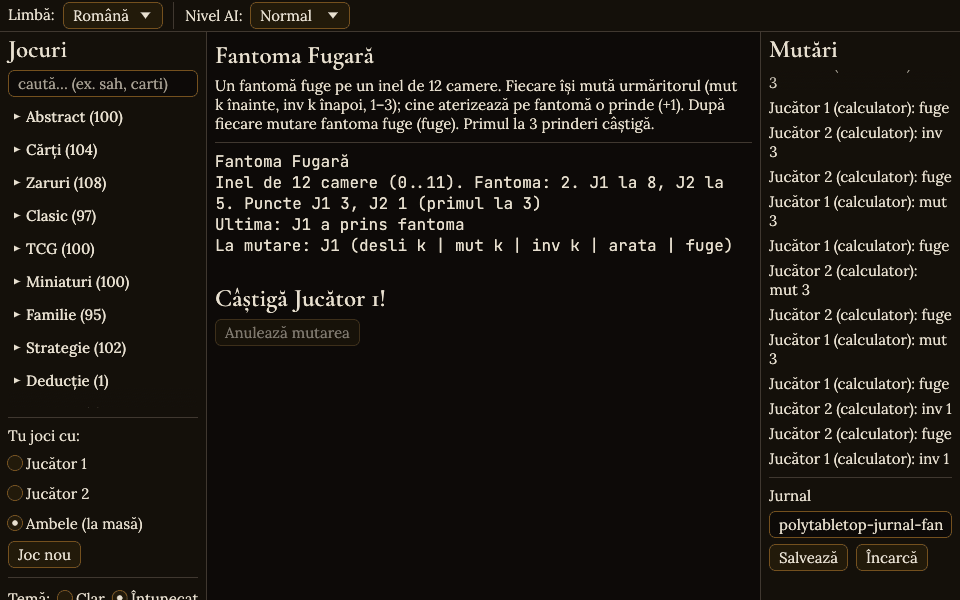 Limbă: Română ▼ Nivel AI: Normal ▼
Jocuri
caută... (ex. sah, carti)
▸ Abstract (100)
▸ Cărți (104)
▸ Zaruri (108)
▸ Clasic (97)
▸ TCG (100)
▸ Miniaturi (100)
▸ Familie (95)
▸ Strategie (102)
▸ Deducție (1)
Tu joci cu:
Jucător 1
Jucător 2
Ambele (la masă)
Joc nou
Temă: Clar Întunecat
Fantoma Fugară
Un fantomă fuge pe un inel de 12 camere. Fiecare își mută urmăritorul (mut
k înainte, inv k înapoi, 1–3); cine aterizează pe fantomă o prinde (+1). După
fiecare mutare fantoma fuge (fuge). Primul la 3 prinderi câștigă.
Fantoma Fugară
Inel de 12 camere (0..11). Fantoma: 2. J1 la 8, J2 la
5. Puncte J1 3, J2 1 (primul la 3)
Ultima: J1 a prins fantoma
La mutare: J1 (desli k | mut k | inv k | arata | fuge)
Câștigă Jucător 1!
Anulează mutarea
Mutări
3
Jucător 1 (calculator): fuge
Jucător 2 (calculator): inv
3
Jucător 2 (calculator): fuge
Jucător 1 (calculator): mut
3
Jucător 1 (calculator): fuge
Jucător 2 (calculator):
mut 3
Jucător 2 (calculator): fuge
Jucător 1 (calculator): mut
3
Jucător 1 (calculator): fuge
Jucător 2 (calculator): inv 1
Jucător 2 (calculator): fuge
Jucător 1 (calculator): inv 1
Jurnal
polytabletop-jurnal-fan
Salvează Încarcă